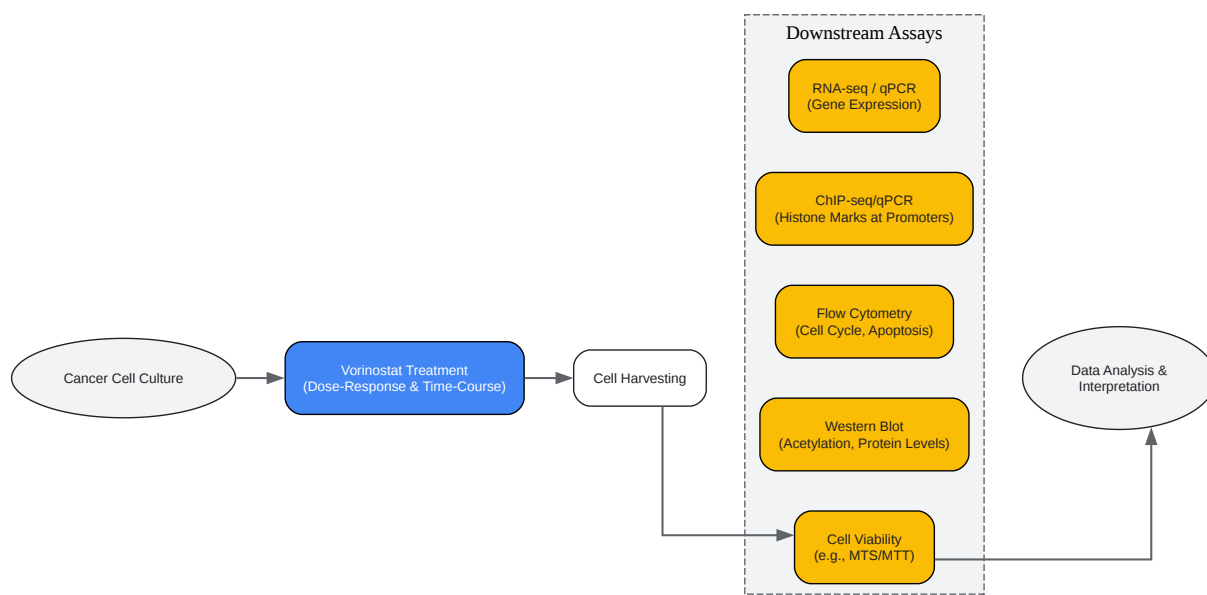 Downstream Assays
RNA-seq / qPCR
(Gene Expression)
ChIP-seq/qPCR
(Histone Marks at Promoters)
Flow Cytometry
(Cell Cycle, Apoptosis)
Cancer Cell Culture
Vorinostat Treatment
(Dose-Response & Time-Course)
Cell Harvesting
Western Blot
(Acetylation, Protein Levels)
Cell Viability
(e.g., MTS/MTT)
Data Analysis &
Interpretation